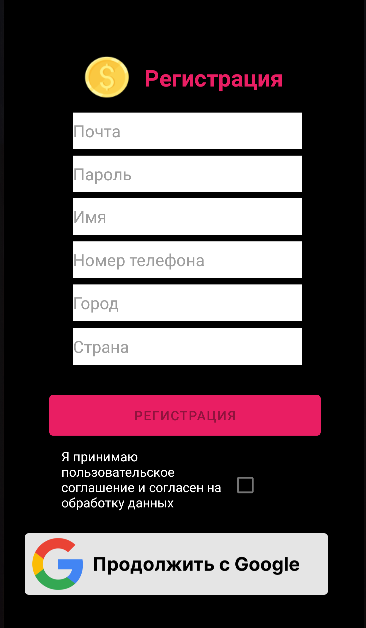 Регистрация
Почта
Пароль
Имя
Номер телефона
Город
Страна
РЕГИСТРАЦИЯ
Я принимаю
пользовательское
соглашение и согласен на
обработку данных
Продолжить с Google